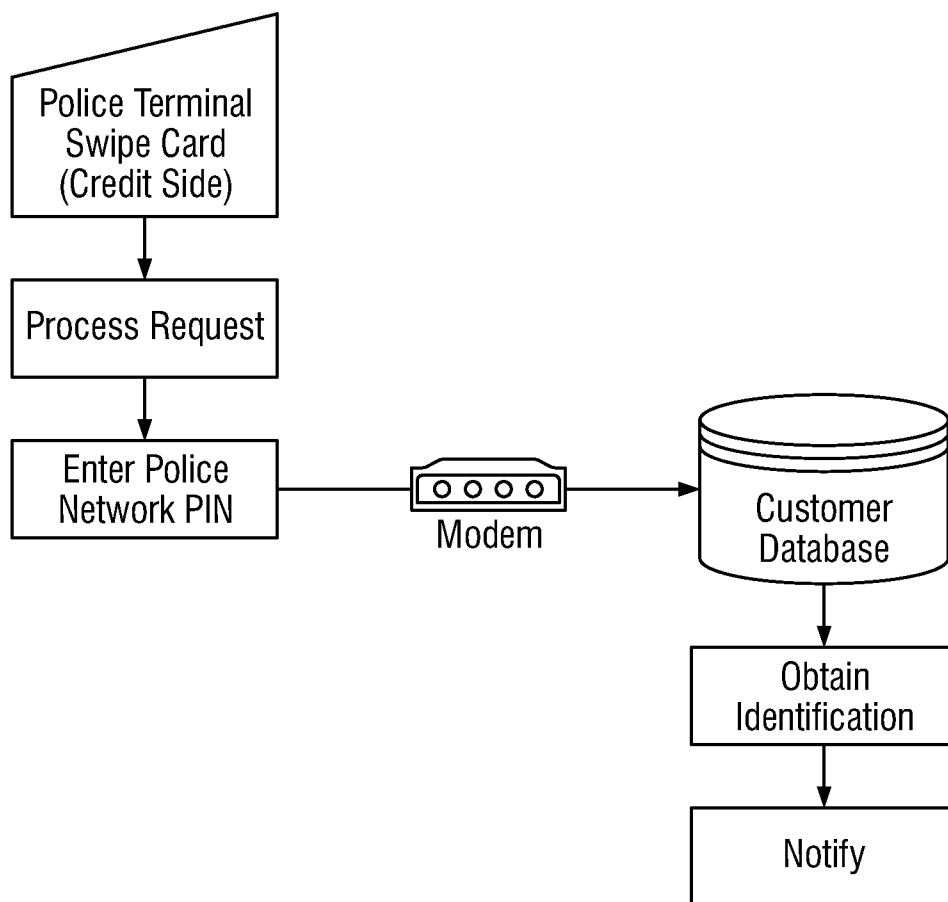 Police Terminal
Swipe Card
(Credit Side)
Process Request
Enter Police
Network PIN
Modem
Customer
Database
Obtain
Identification
Notify